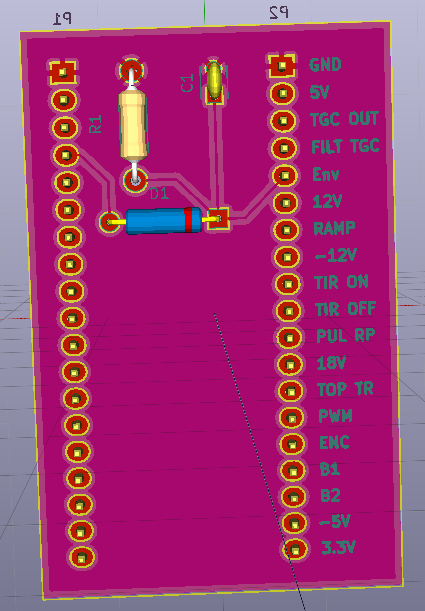 P1 P2
GND
C1
5V
R1
TGC OUT
FILT TGC
Env
D1
12V
RAMP
-12V
TIR ON
TIR OFF
PUL RP
18V
TOP TR
PWM
ENC
B1
B2
-5V
3.3V